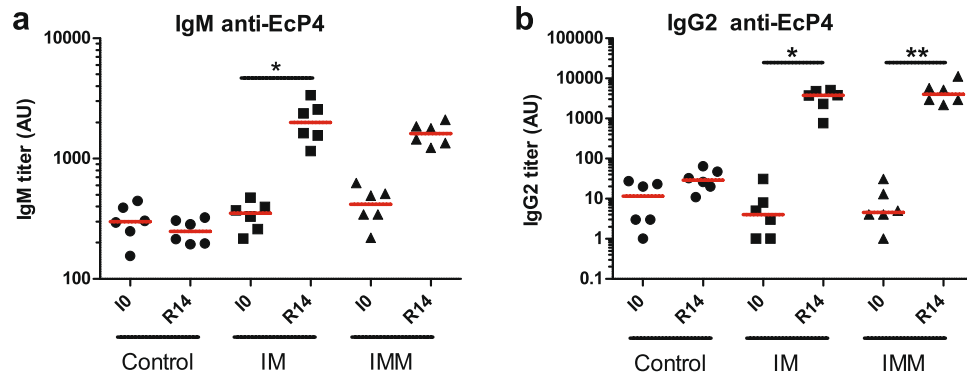 a
IgM anti-EcP4
IgM titer (AU)
10000
1000
100
*
I0 R14 I0 R14 I0 R14
Control IM IMM
b
IgG2 anti-EcP4
IgG2 titer (AU)
100000
10000
1000
100
10
1
0.1
* **
I0 R14 I0 R14 I0 R14
Control IM IMM